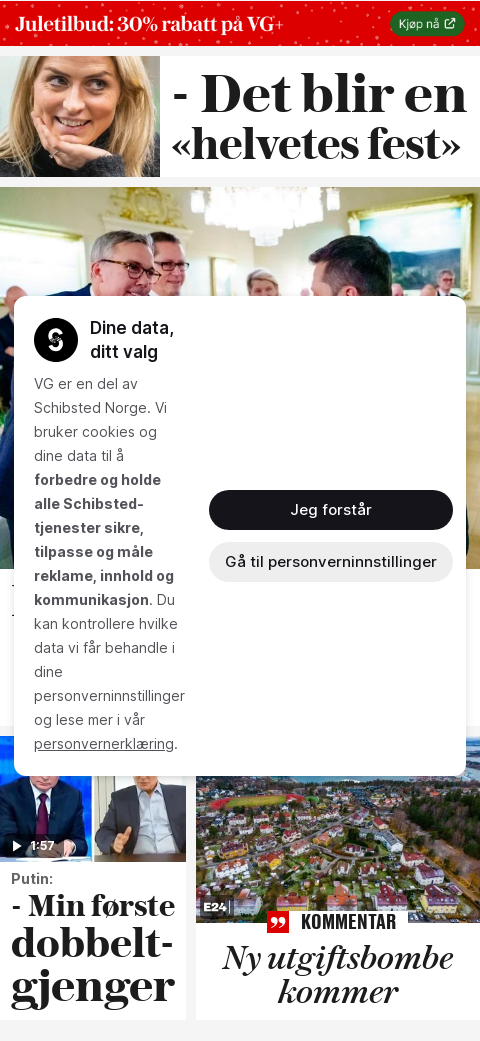 Juletilbud: 30% rabatt på VG+
Kjøp nå
- Det blir en
«helvetes fest»
Dine data,
ditt valg
VG er en del av
Schibsted Norge. Vi
bruker cookies og
dine data til å
forbedre og holde
alle Schibsted-
tjenester sikre,
tilpasse og måle
reklame, innhold og
kommunikasjon. Du
kan kontrollere hvilke
data vi får behandle i
dine
personverninnstillinger
og lese mer i vår
personvernerklæring.
Jeg forstår
Gå til personverninnstillinger
1:57
Putin:
- Min første
dobbelt-
gjenger
E24
KOMMENTAR
Ny utgiftsbombe
kommer